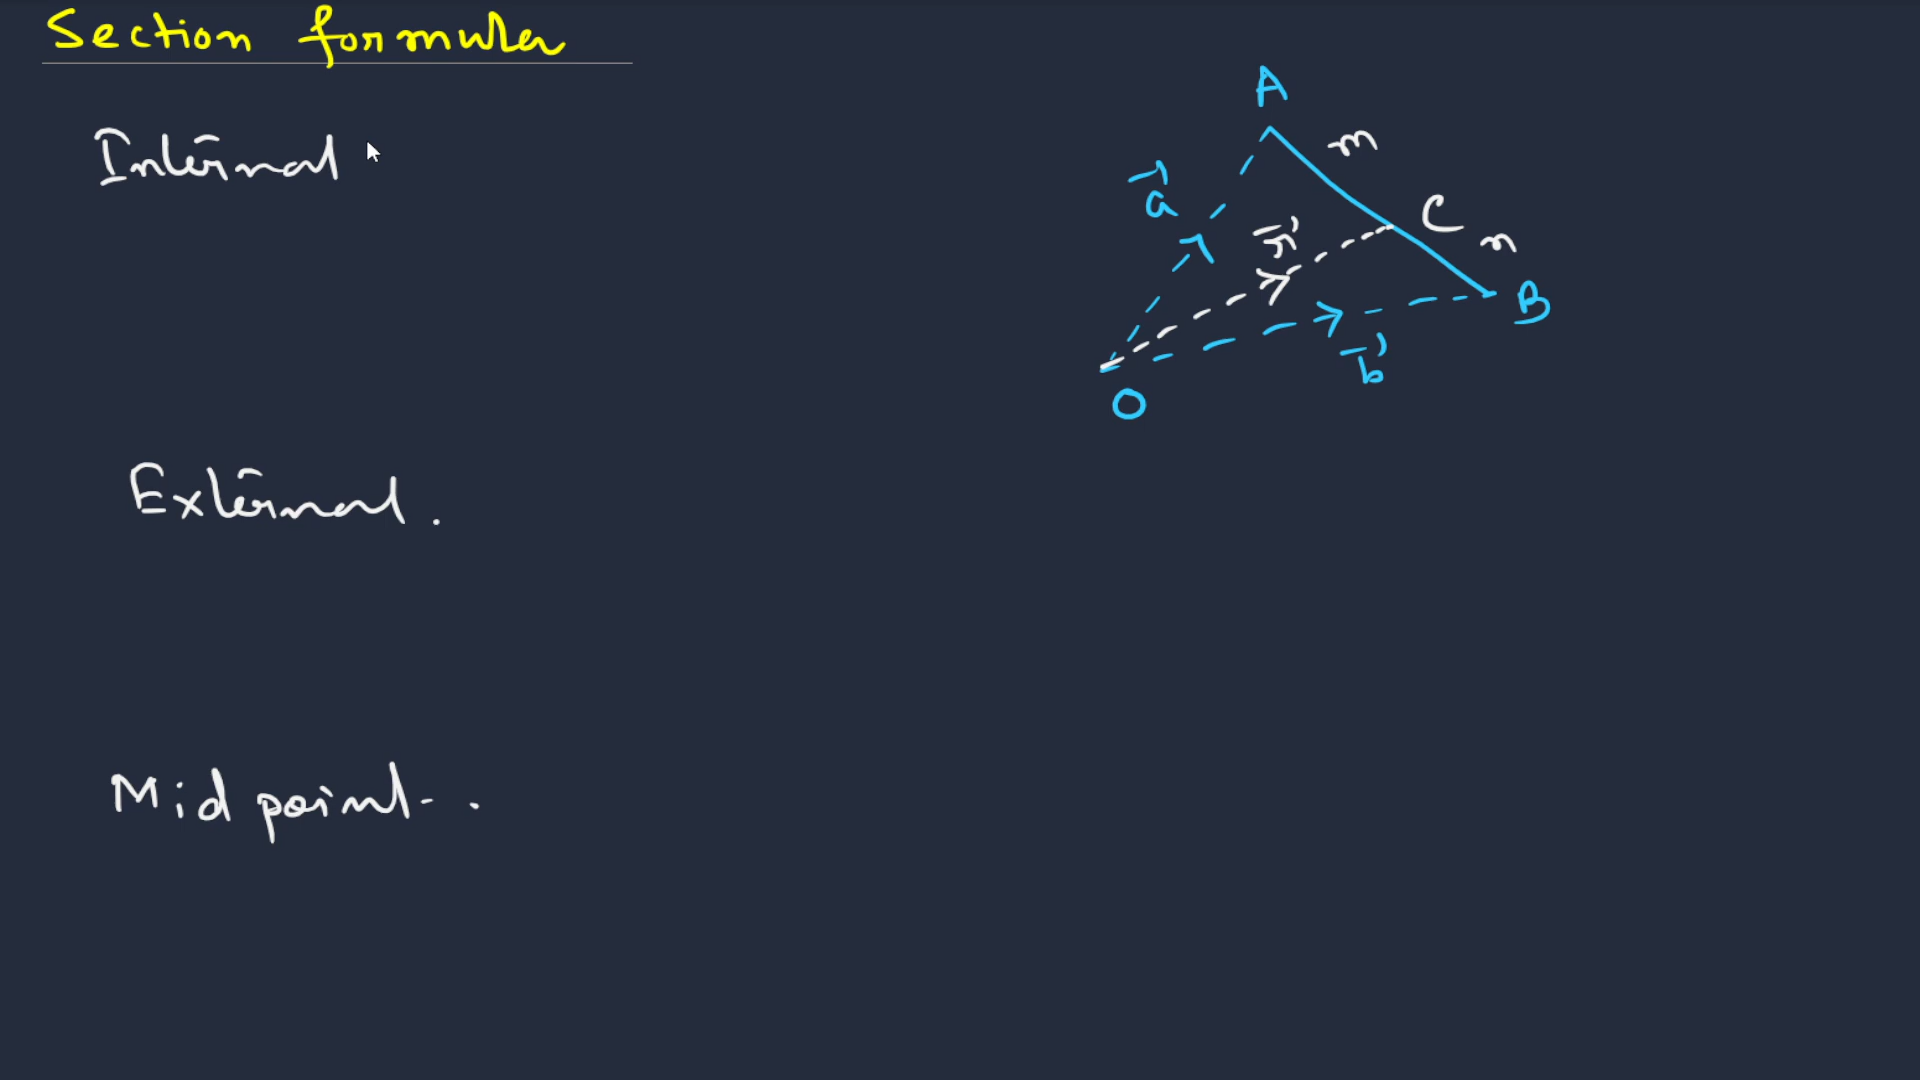 Section formula
A
m
Internal
a
C
r
n
B
b
O
External.
Mid point.